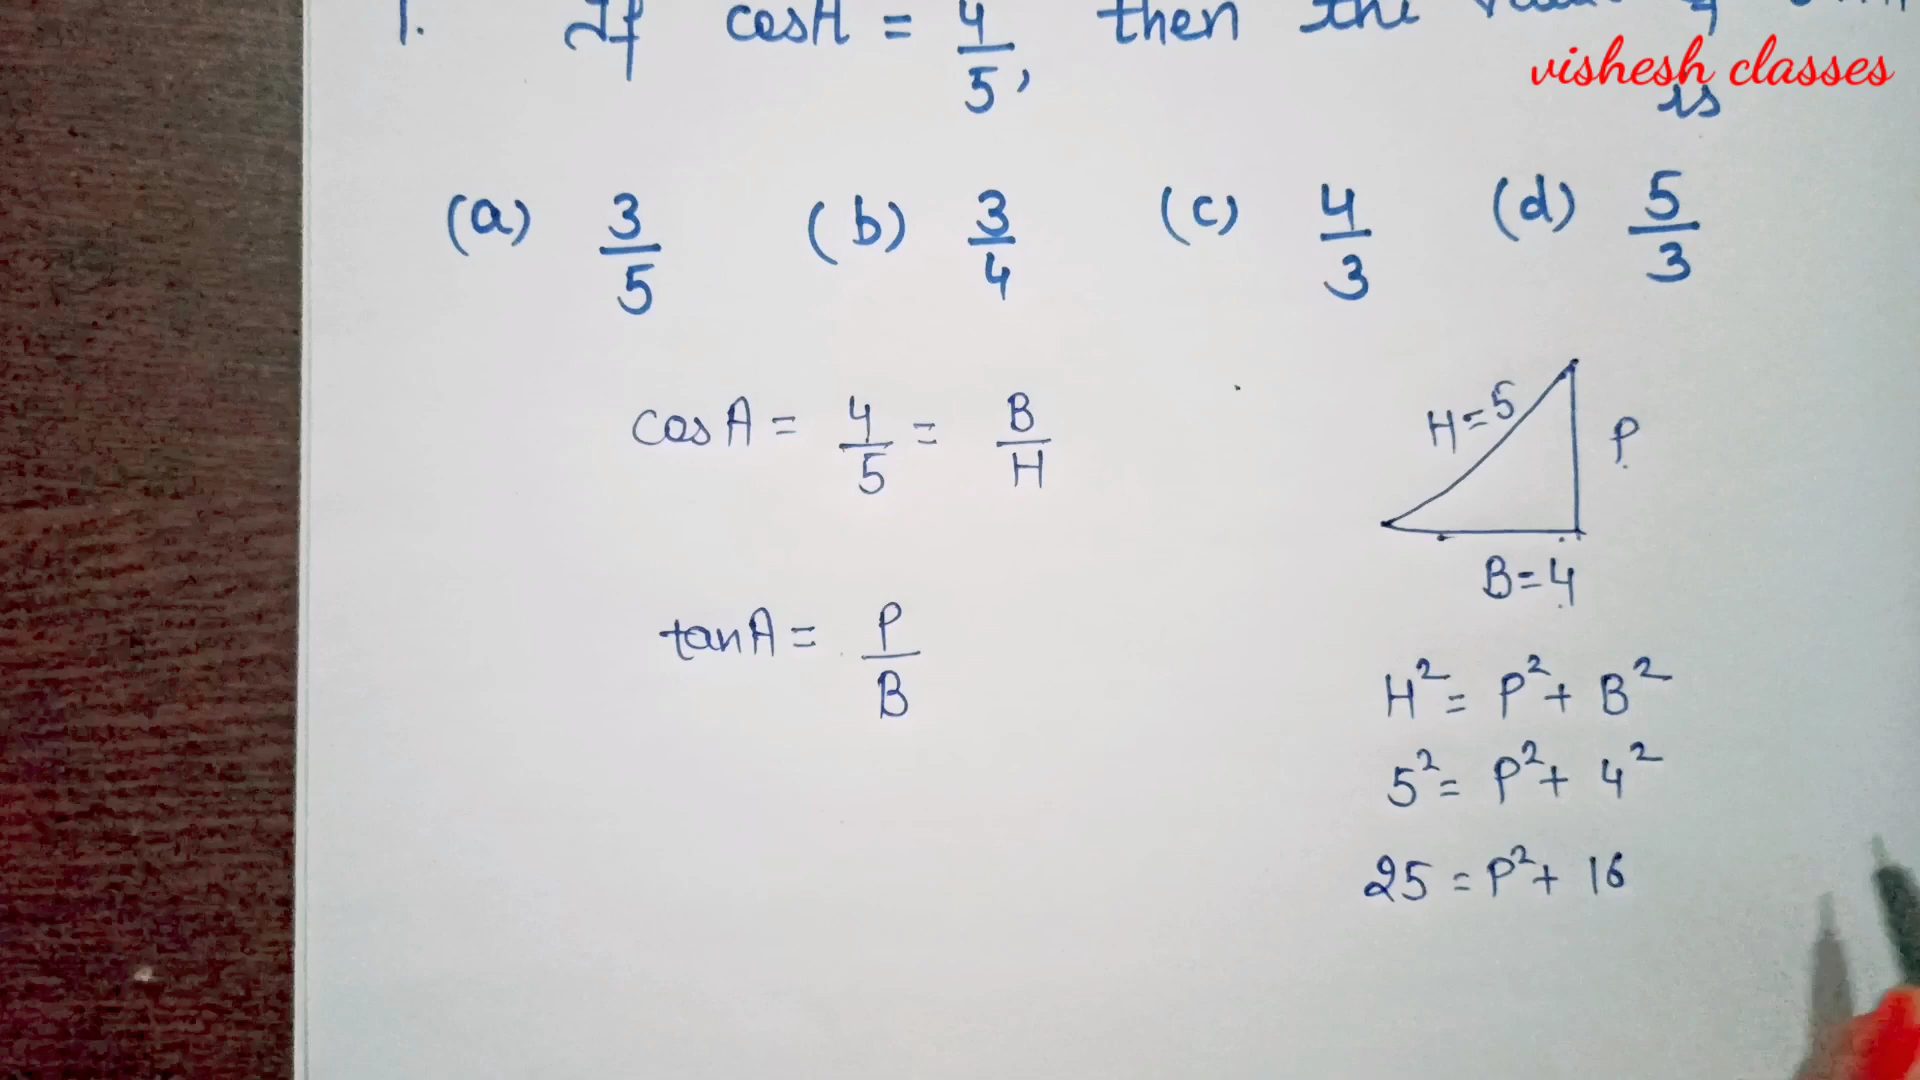 1. If cosA = 4/5, then the
vishesh classes
is
(a) 3/5 (b) 3/4 (c) 4/3 (d) 5/3
cosA = 4/5 = B/H
H=5
P
B=4
tanA = P/B
H² = P² + B²
5² = P² + 4²
25 = P² + 16